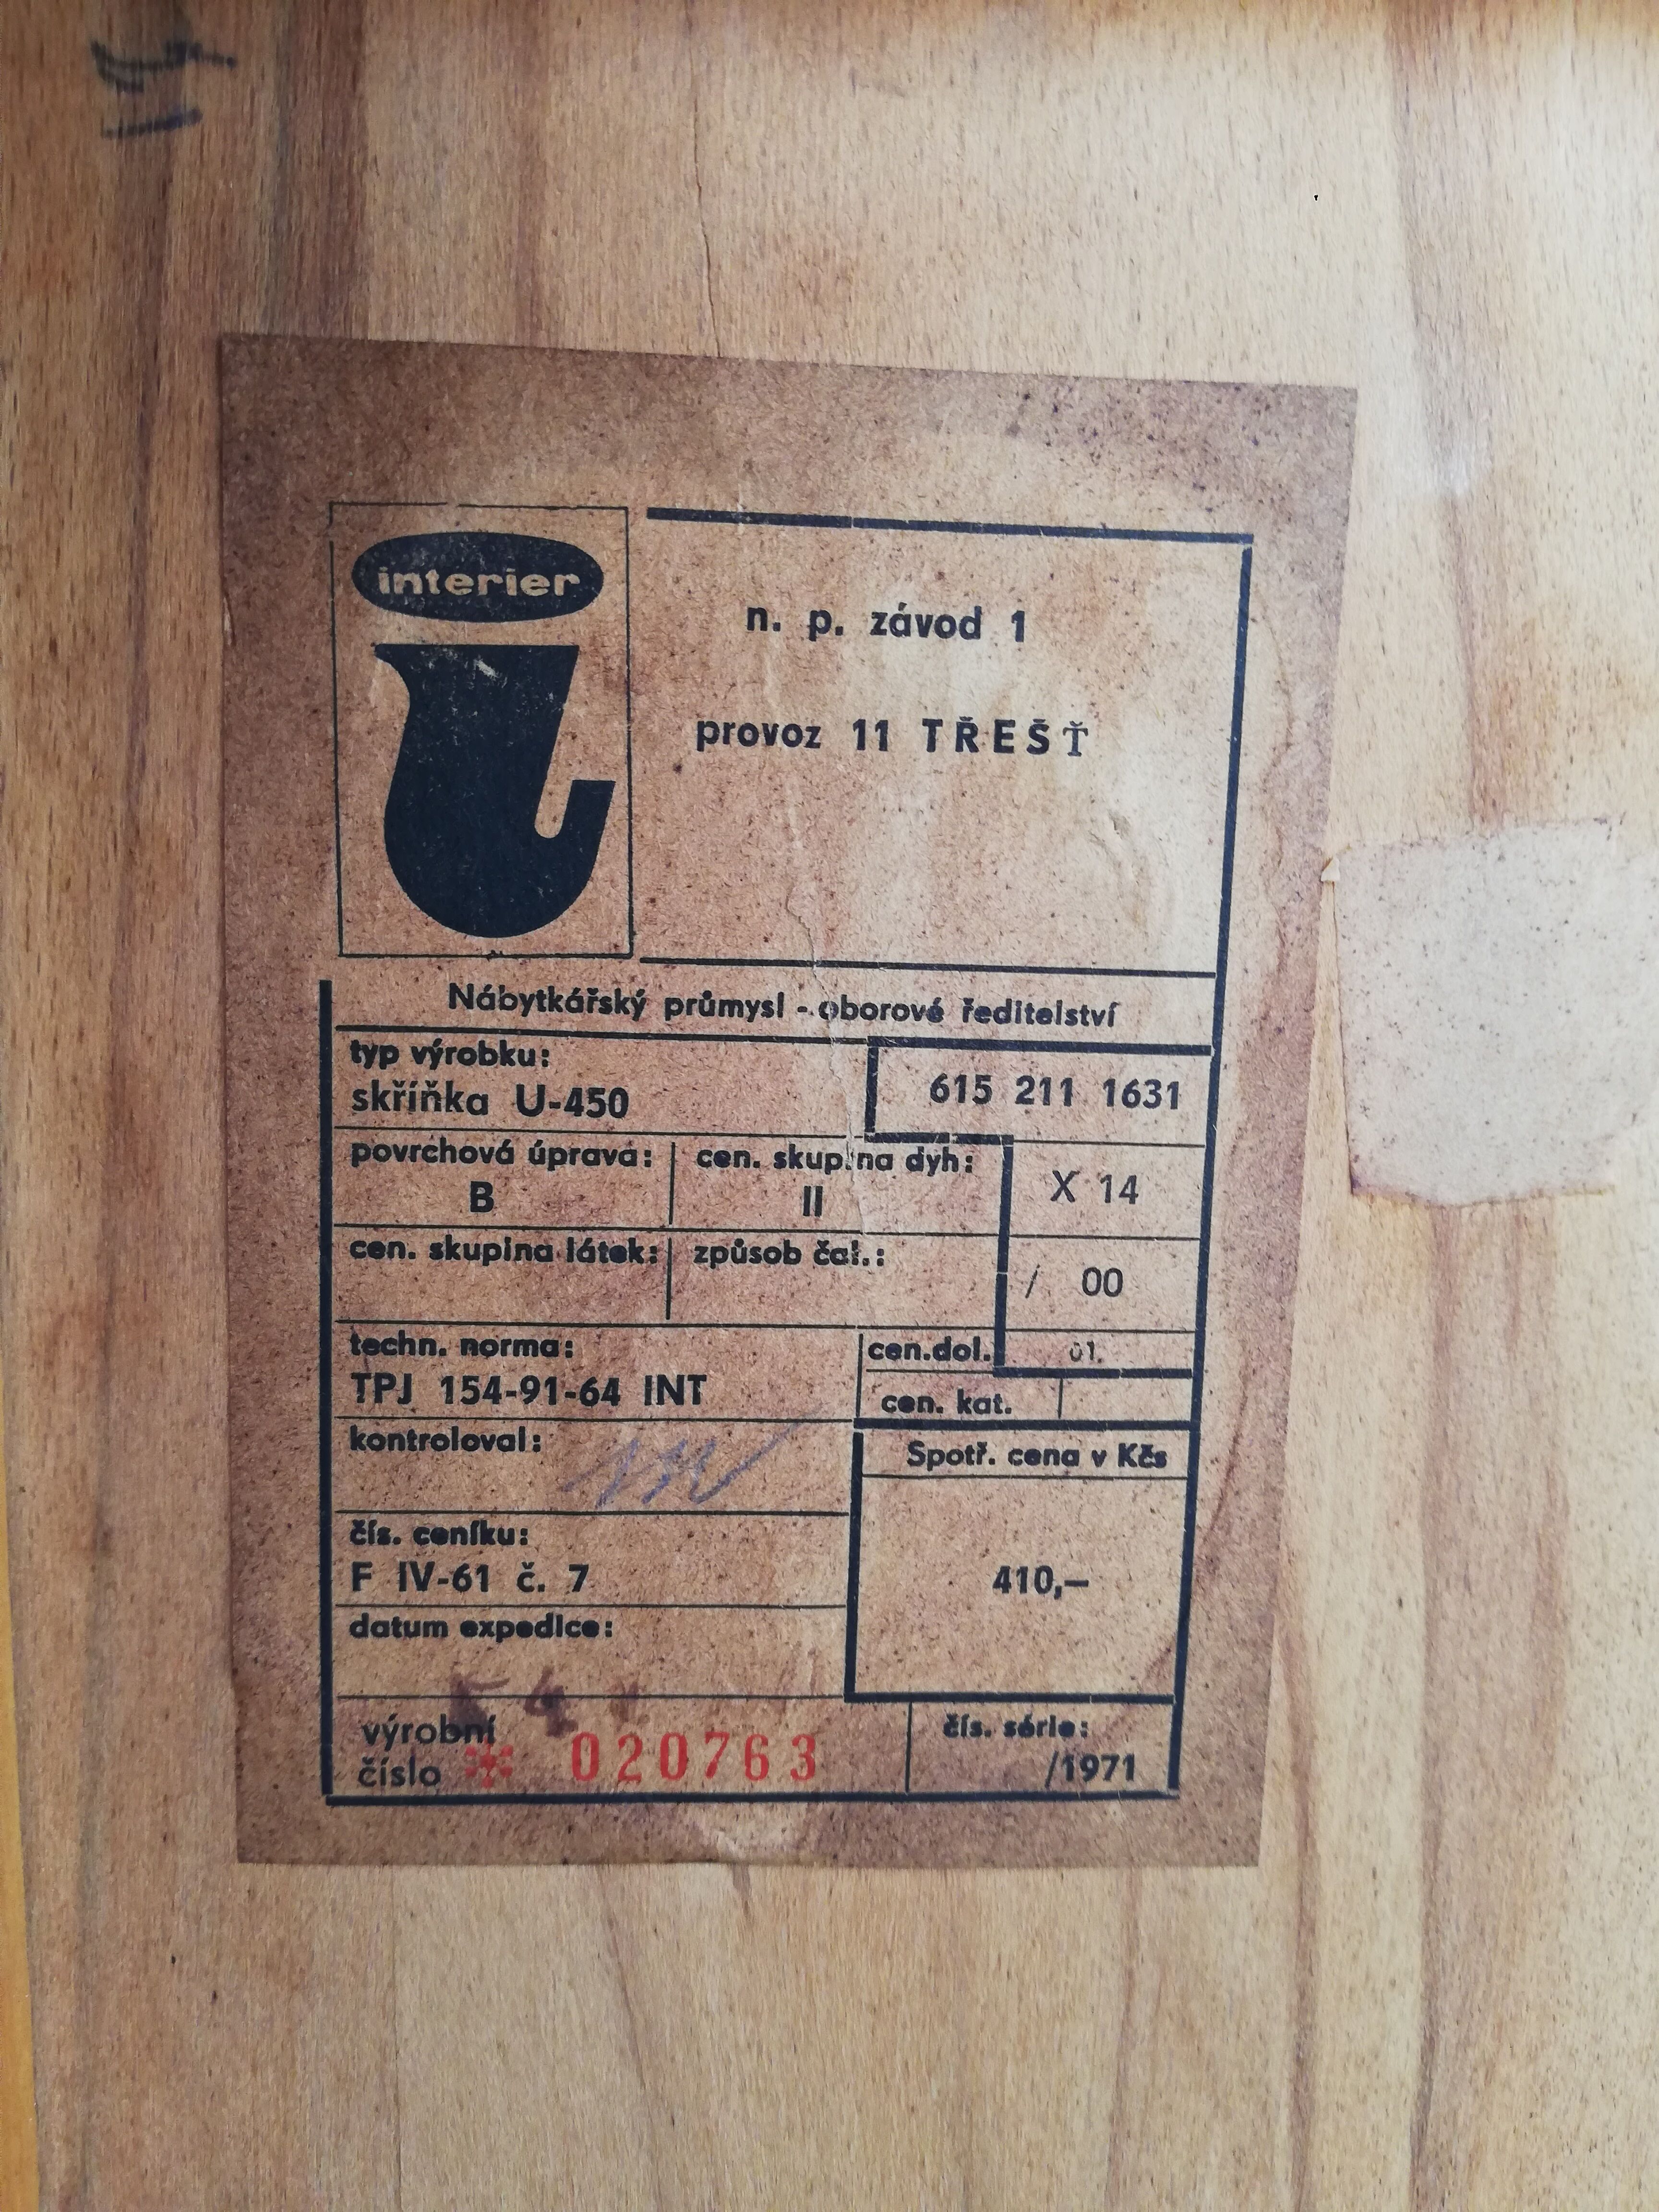 interier
n. p. závod 1
provoz 11 TŘEŠŤ
Nábytkářský průmysl - oborové ředitelství
typ výrobku:
skříňka U-450
615 211 1631
povrchová úprava:
B
cen. skupina dýh:
II
X 14
cen. skupina látek:
způsob čal.:
/ 00
techn. norma:
TPJ 154-91-64 INT
cen.dol.
01.
cen. kat.
kontroloval:
Spotř. cena v Kčs
410,—
čís. ceníku:
F IV-61 č. 7
datum expedice:
výrobní
číslo
* 020763
čís. série:
/1971